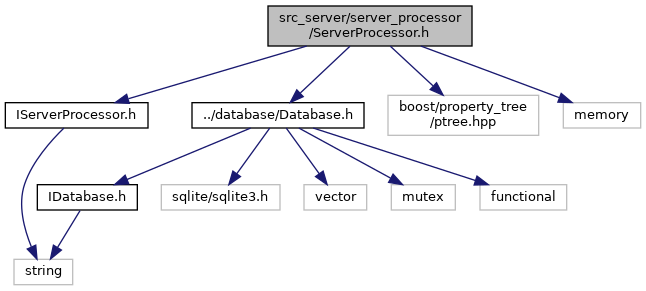 src_server/server_processor
/ServerProcessor.h
IServerProcessor.h
../database/Database.h
boost/property_tree
/ptree.hpp
memory
IDatabase.h
sqlite/sqlite3.h
vector
mutex
functional
string